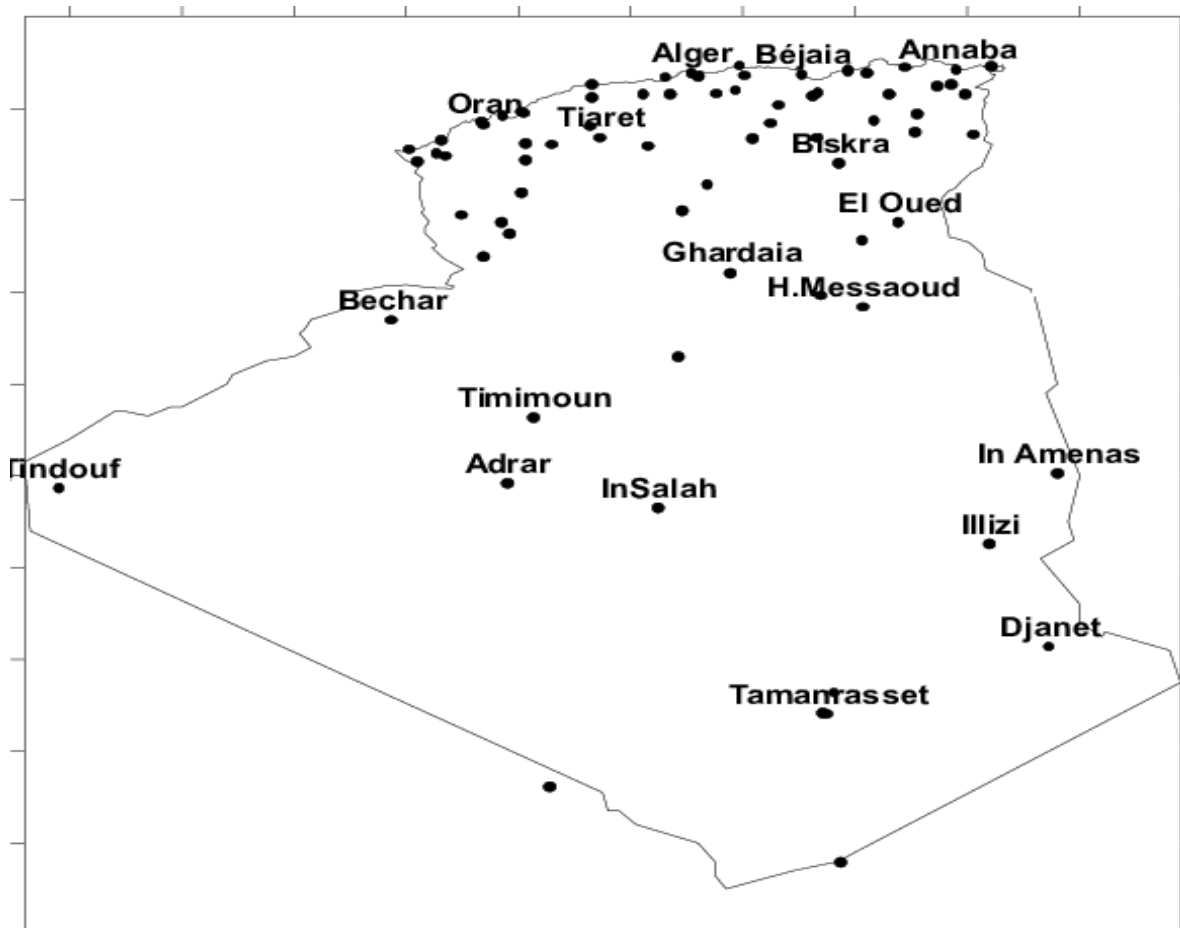 Alger
Béjaia
Annaba
Oran
Tiaret
Biskra
El Oued
Ghardaia
H.Messaoud
Bechar
Timimoun
Adrar
InSalah
In Amenas
Tindouf
Illizi
Djanet
Tamanrasset